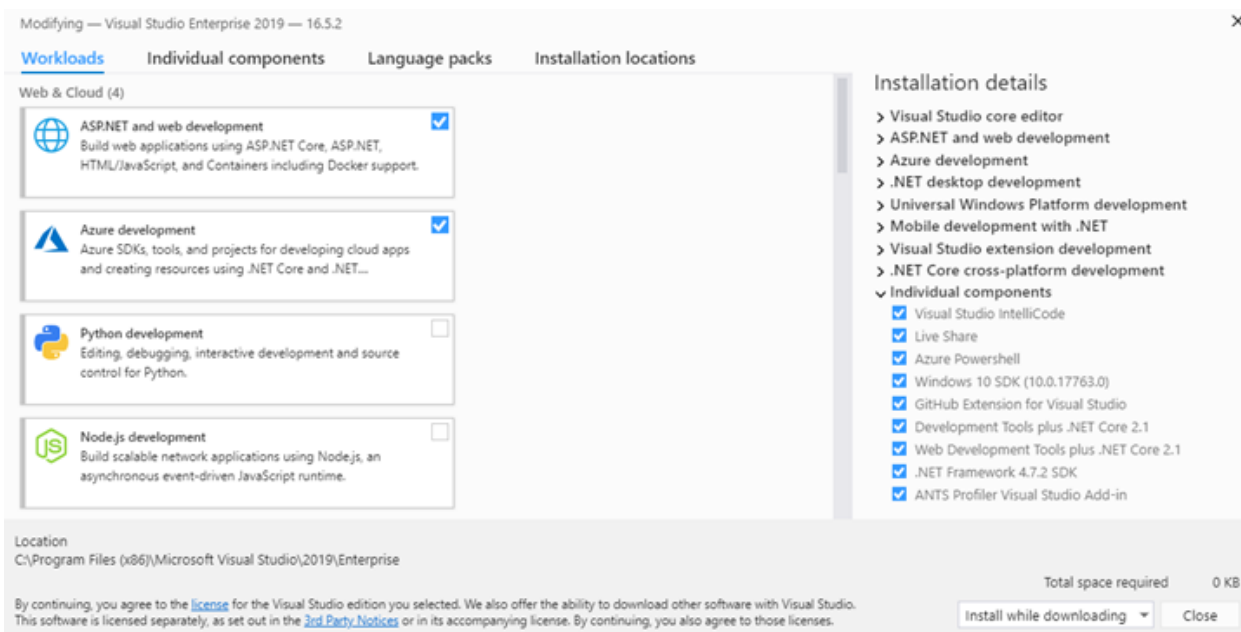 Modifying — Visual Studio Enterprise 2019 — 16.5.2
Workloads
Individual components
Language packs
Installation locations
Web & Cloud (4)
ASP.NET and web development
Build web applications using ASP.NET Core, ASP.NET,
HTML/JavaScript, and Containers including Docker support.
Azure development
Azure SDKs, tools, and projects for developing cloud apps
and creating resources using .NET Core and .NET....
Python development
Editing, debugging, interactive development and source
control for Python.
JS
Node.js development
Build scalable network applications using Node.js, an
asynchronous event-driven JavaScript runtime.
Installation details
Visual Studio core editor
ASP.NET and web development
Azure development
.NET desktop development
Universal Windows Platform development
Mobile development with .NET
Visual Studio extension development
.NET Core cross-platform development
Individual components
Visual Studio IntelliCode
Live Share
Azure Powershell
Windows 10 SDK (10.0.17763.0)
GitHub Extension for Visual Studio
Development Tools plus .NET Core 2.1
Web Development Tools plus .NET Core 2.1
.NET Framework 4.7.2 SDK
ANTS Profiler Visual Studio Add-in
Location
C:\Program Files (x86)\Microsoft Visual Studio\2019\Enterprise
Total space required 0 KB
By continuing, you agree to the license for the Visual Studio edition you selected. We also offer the ability to download other software with Visual Studio.
This software is licensed separately, as set out in the 3rd Party Notices or in its accompanying license. By continuing, you also agree to those licenses.
Install while downloading
Close